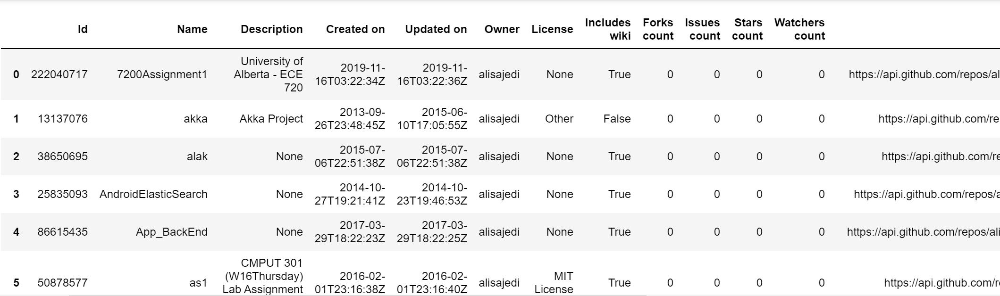 Id Name Description Created on Updated on Owner License Includes wiki Forks count Issues count Stars count Watchers count
0 222040717 7200Assignment1 University of Alberta - ECE 720 2019-11-16T03:22:34Z 2019-11-16T03:22:36Z alisajedi None True 0 0 0 0 https://api.github.com/repos/al
1 13137076 akka Akka Project 2013-09-26T23:48:45Z 2015-06-10T17:05:55Z alisajedi Other False 0 0 0 0 https://api.github.com/re
2 38650695 alak None 2015-07-06T22:51:38Z 2015-07-06T22:51:38Z alisajedi None True 0 0 0 0 https://api.github.com/re
3 25835093 AndroidElasticSearch None 2014-10-27T19:21:41Z 2014-10-23T19:46:53Z alisajedi None True 0 0 0 0 https://api.github.com/repos/a
4 86615435 App_BackEnd None 2017-03-29T18:22:23Z 2017-03-29T18:22:25Z alisajedi None True 0 0 0 0 https://api.github.com/repos/ali
5 50878577 as1 CMPUT 301 (W16Thursday) Lab Assignment 2016-02-01T23:16:38Z 2016-02-01T23:16:40Z alisajedi MIT License True 0 0 0 0 https://api.github.com/re